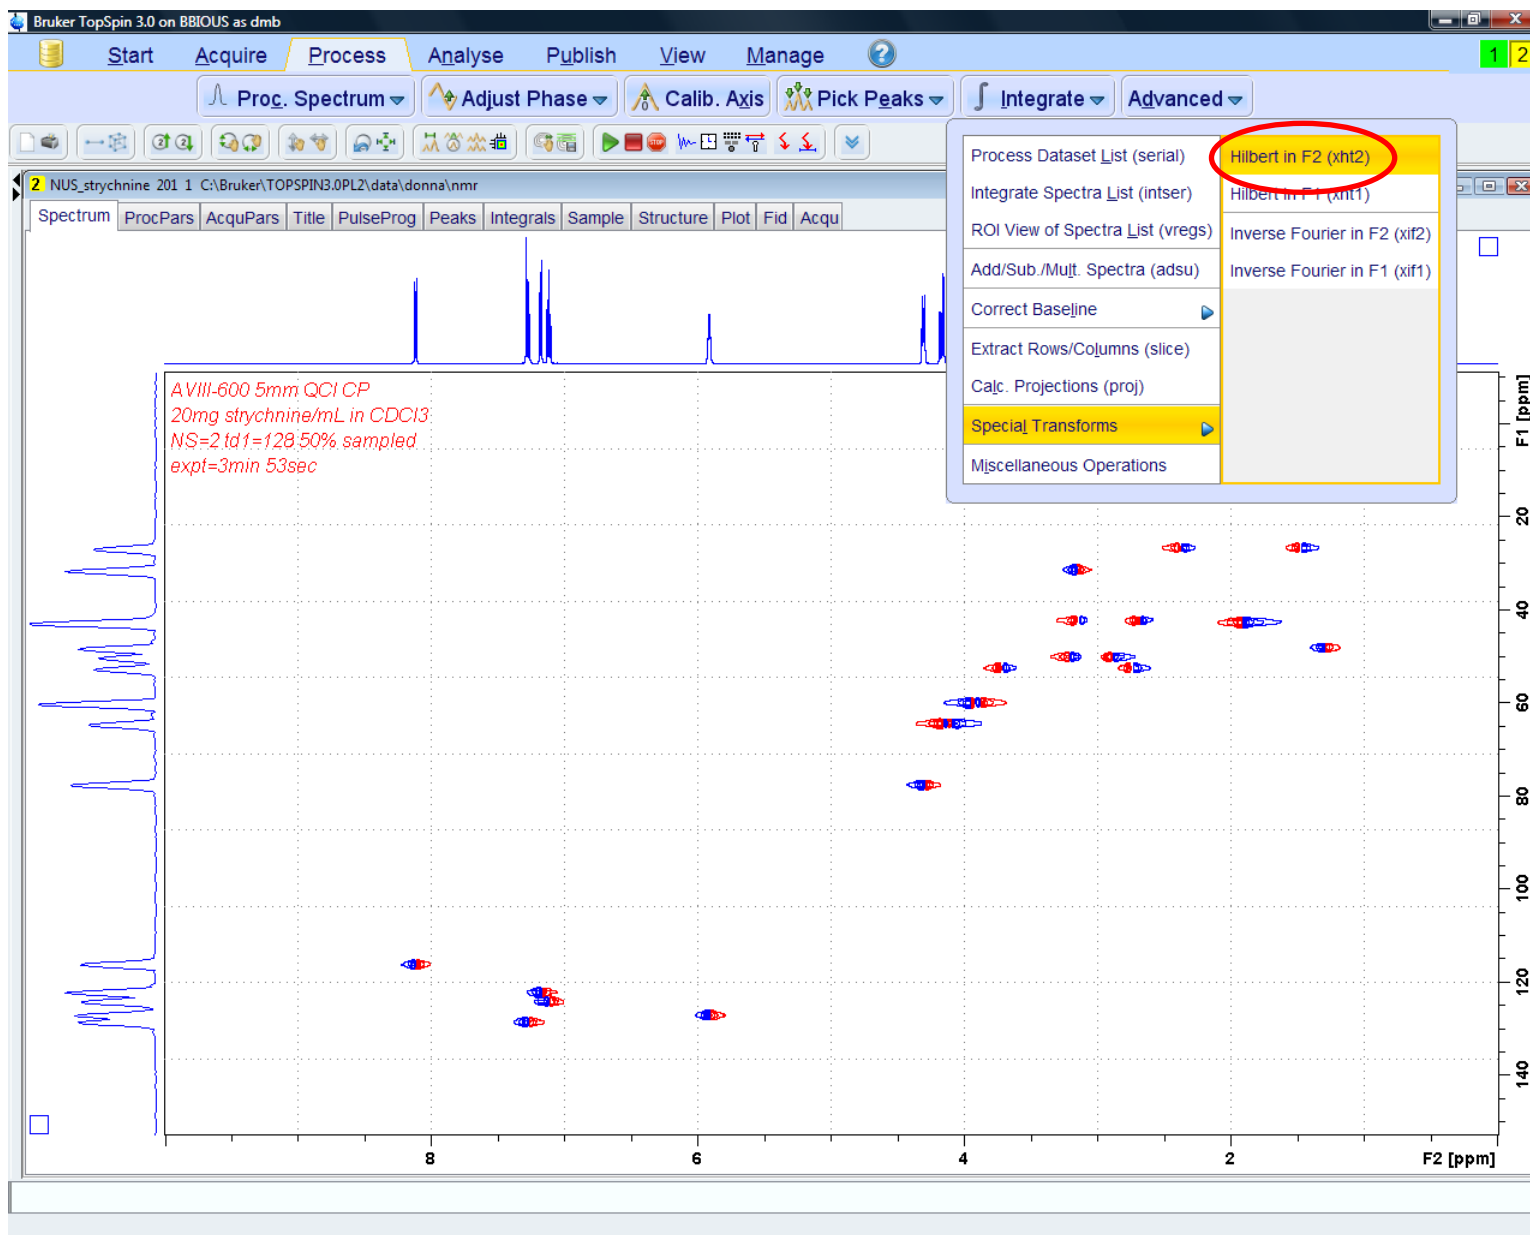 Bruker TopSpin 3.0 on BBIOUS as dmb
Start Acquire Process Analyse Publish View Manage ? 1 2
Proc. Spectrum Adjust Phase Calib. Axis Pick Peaks Integrate Advanced
2 NUS_strychnine 201 1 C:\Bruker\TOPSPIN3.0PL2\data\donna\nmr
Spectrum ProcPars AcquPars Title PulseProg Peaks Integrals Sample Structure Plot Fid Acqu
Process Dataset List (serial)
Integrate Spectra List (intser)
ROI View of Spectra List (vregs)
Add/Sub./Mult. Spectra (adsu)
Correct Baseline
Extract Rows/Columns (slice)
Calc. Projections (proj)
Special Transforms
Miscellaneous Operations
Hilbert in F2 (xht2)
Hilbert in F1 (xht1)
Inverse Fourier in F2 (xif2)
Inverse Fourier in F1 (xif1)
AVIII-600 5mm QCI CP
20mg strychnine/mL in CDCl3
NS=2 td1=128 50% sampled
expt=3min 53sec
F1 [ppm]
20
40
60
80
100
120
140
8 6 4 2 F2 [ppm]